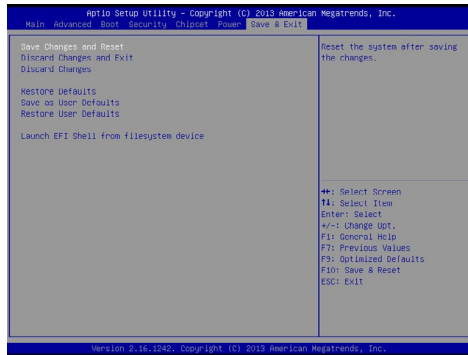 Aptio Setup Utility - Copyright (C) 2013 American Megatrends, Inc.
Main Advanced Boot Security Chipset Power Save & Exit
Save Changes and Reset
Discard Changes and Exit
Discard Changes
Restore Defaults
Save as User Defaults
Restore User Defaults
Launch EFI Shell from filesystem device
Reset the system after saving
the changes.
→←: Select Screen
↑↓: Select Item
Enter: Select
+/-: Change Opt.
F1: General Help
F7: Previous Values
F9: Optimized Defaults
F10: Save & Reset
ESC: Exit
Version 2.16.1242. Copyright (C) 2013 American Megatrends, Inc.